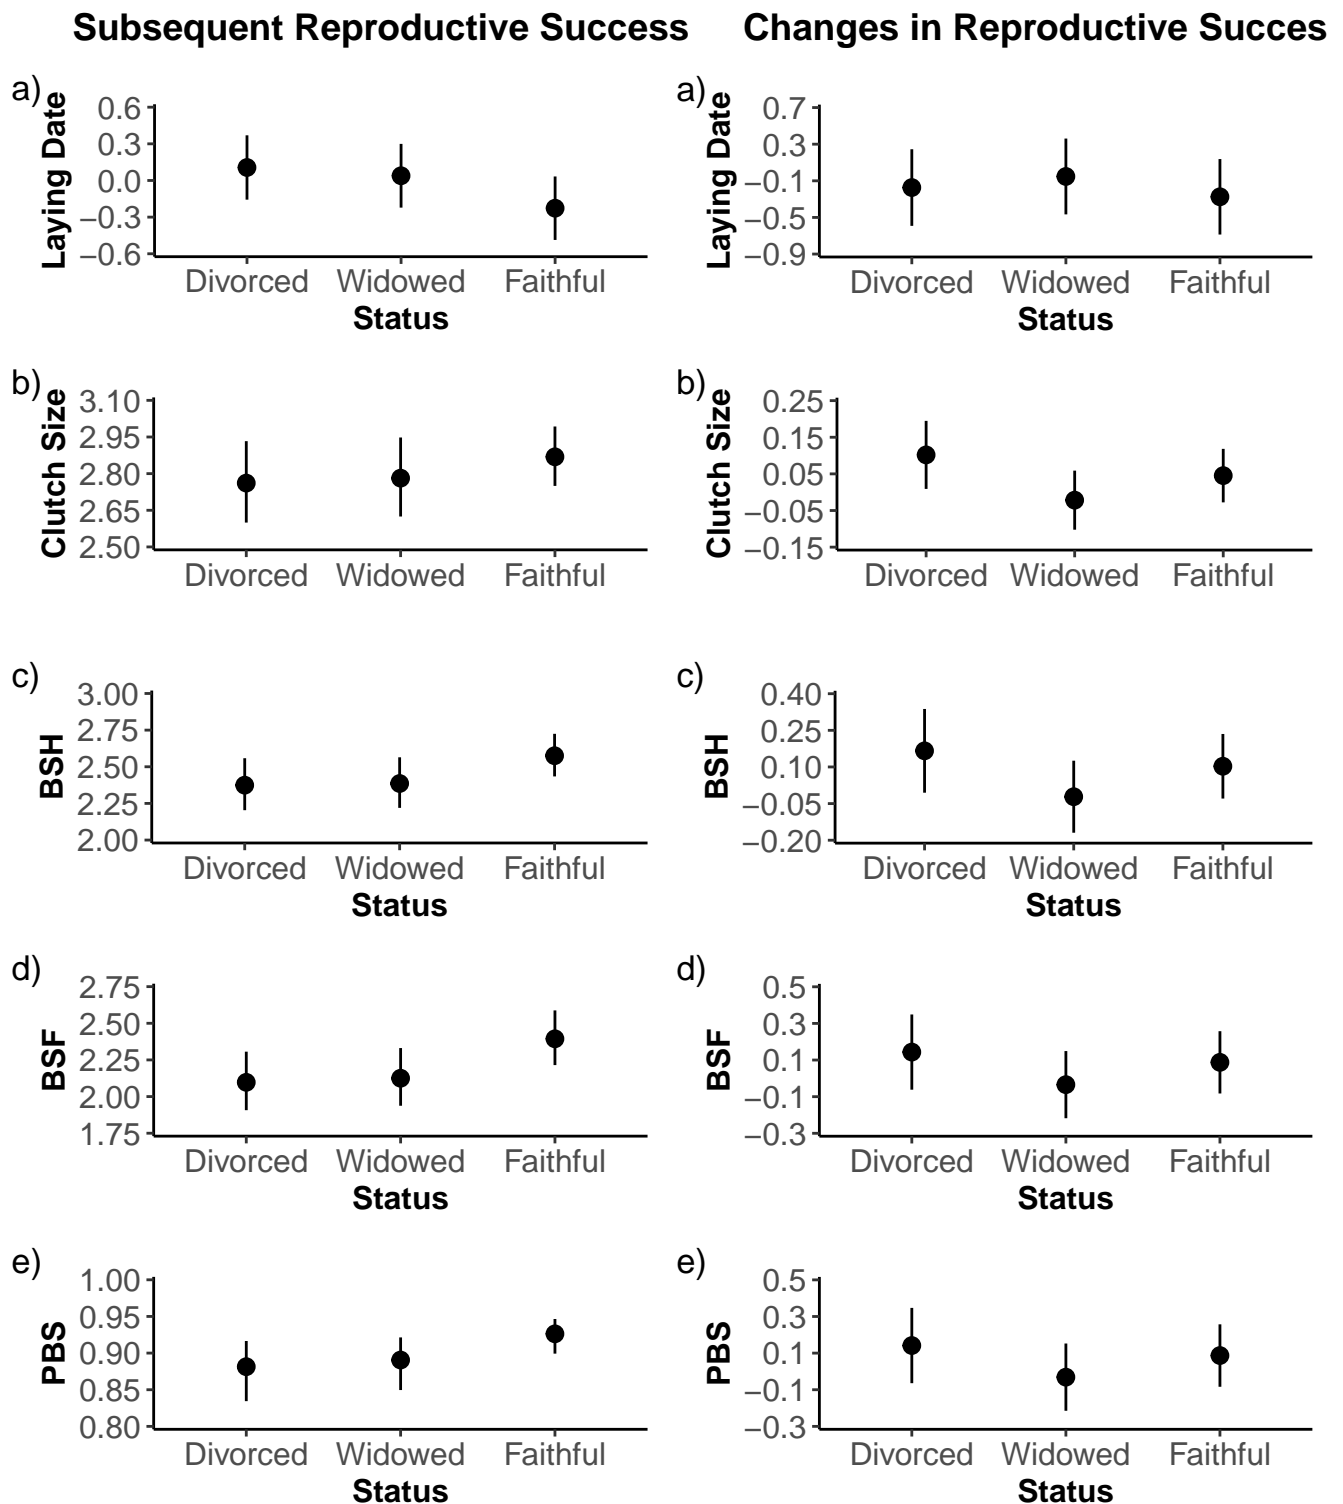 Subsequent Reproductive Success
a)
Laying Date
0.6
0.3
0.0
−0.3
−0.6
Divorced Widowed Faithful
Status
b)
Clutch Size
3.10
2.95
2.80
2.65
2.50
Divorced Widowed Faithful
c)
BSH
3.00
2.75
2.50
2.25
2.00
Divorced Widowed Faithful
Status
d)
BSF
2.75
2.50
2.25
2.00
1.75
Divorced Widowed Faithful
Status
e)
PBS
1.00
0.95
0.90
0.85
0.80
Divorced Widowed Faithful
Status
Changes in Reproductive Succes
a)
Laying Date
0.7
0.3
−0.1
−0.5
−0.9
Divorced Widowed Faithful
Status
b)
Clutch Size
0.25
0.15
0.05
−0.05
−0.15
Divorced Widowed Faithful
c)
BSH
0.40
0.25
0.10
−0.05
−0.20
Divorced Widowed Faithful
Status
d)
BSF
0.5
0.3
0.1
−0.1
−0.3
Divorced Widowed Faithful
Status
e)
PBS
0.5
0.3
0.1
−0.1
−0.3
Divorced Widowed Faithful
Status